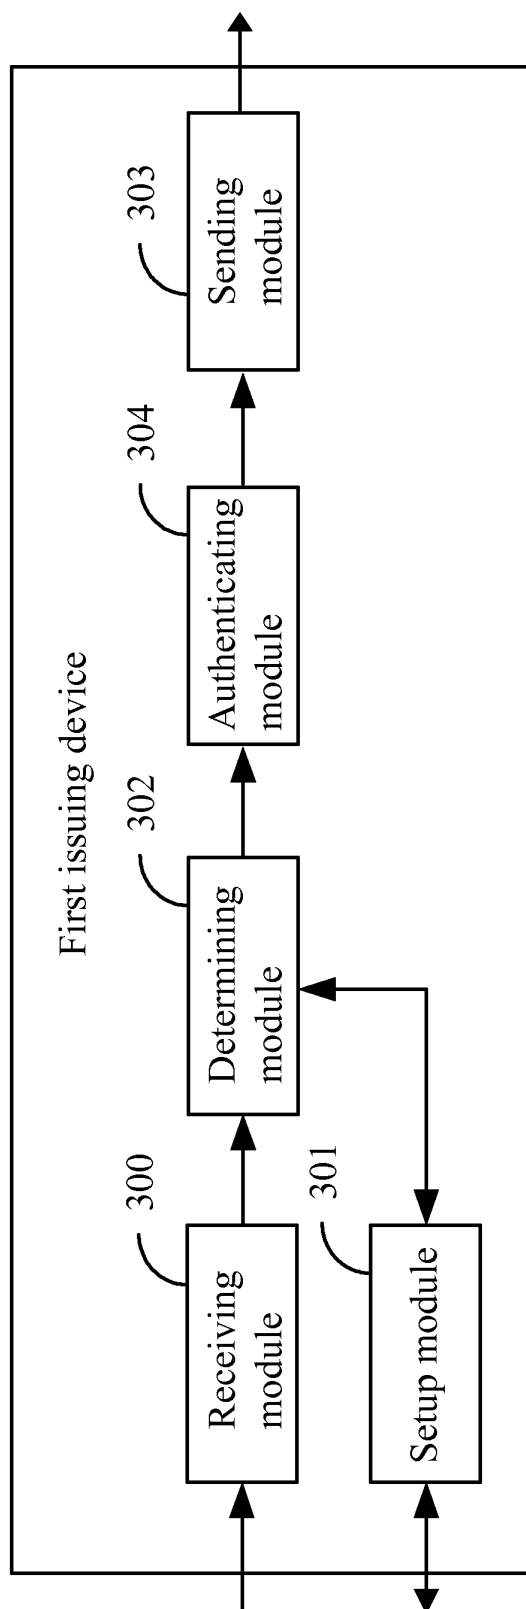 First issuing device
300
Receiving
module
302
Determining
module
304
Authenticating
module
303
Sending
module
301
Setup module